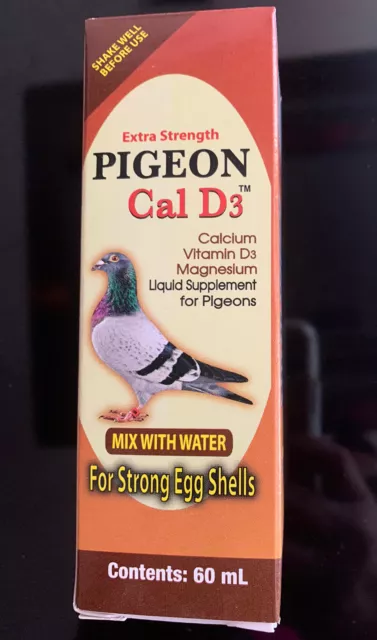 SHAKE WELL
BEFORE USE
Extra Strength
PIGEON
Cal D3™
Calcium
Vitamin D3
Magnesium
Liquid Supplement
for Pigeons
MIX WITH WATER
For Strong Egg Shells
Contents: 60 mL